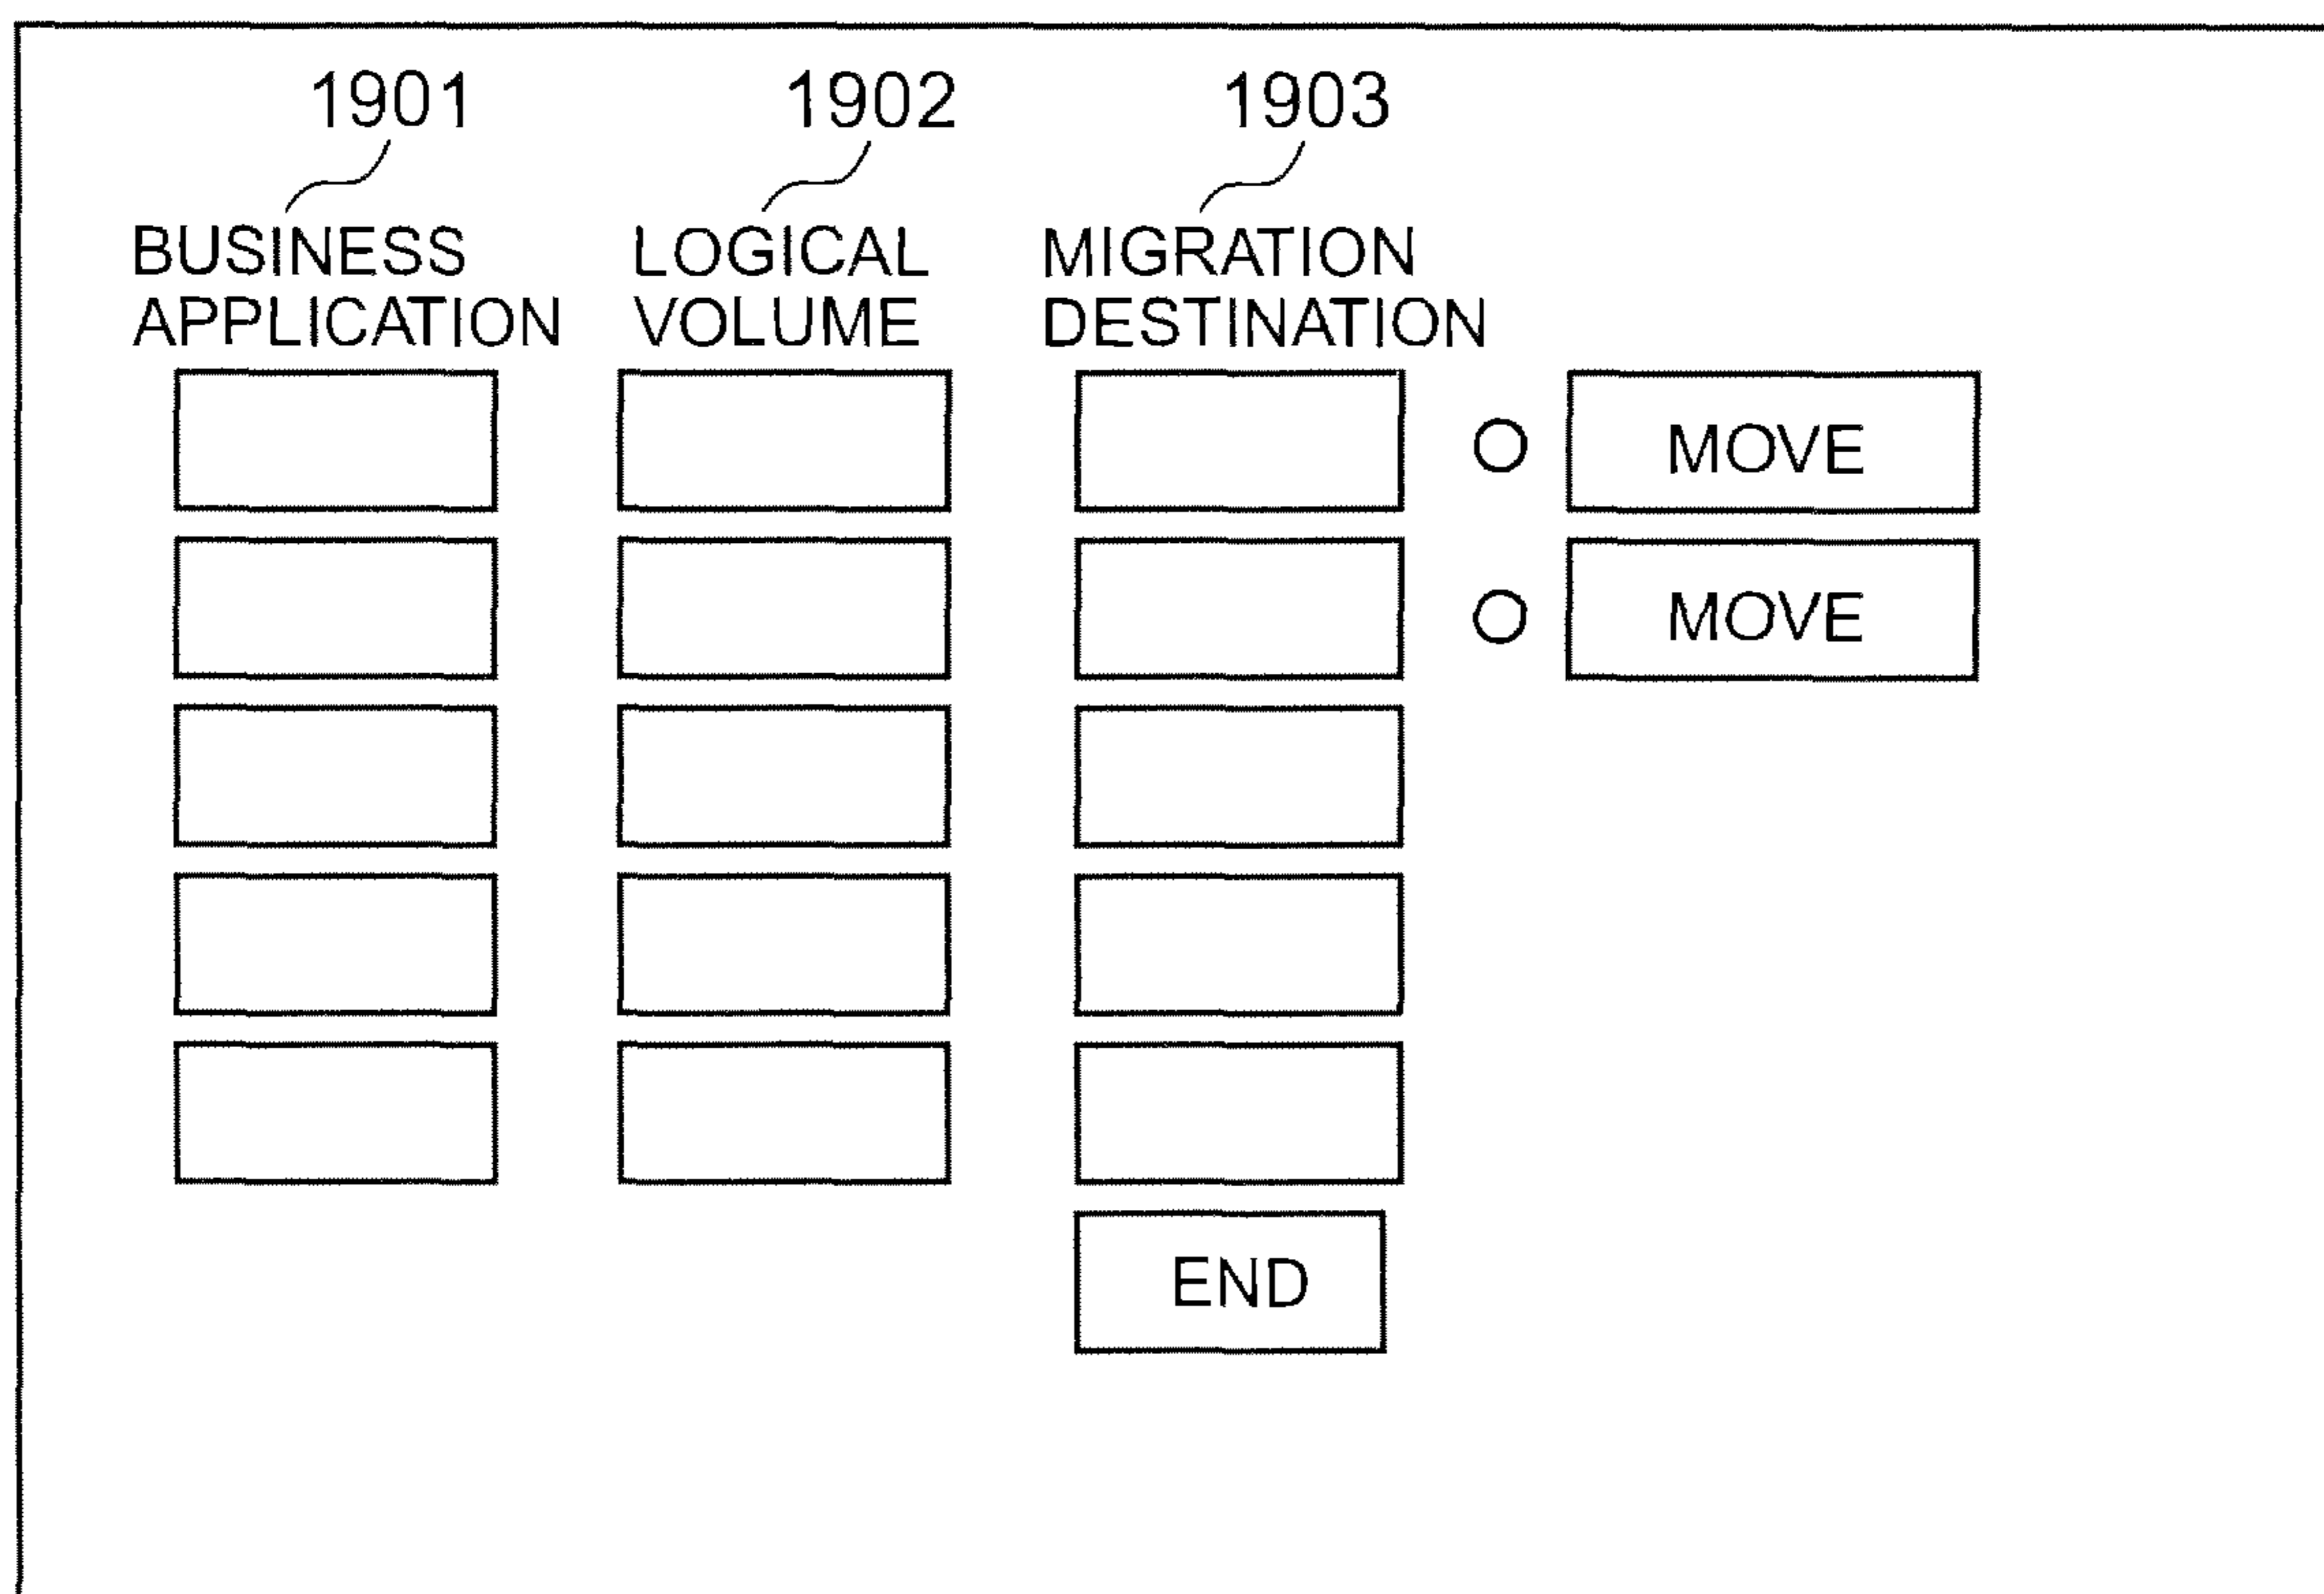 1901 1902 1903
BUSINESS LOGICAL MIGRATION
APPLICATION VOLUME DESTINATION
MOVE
MOVE
END